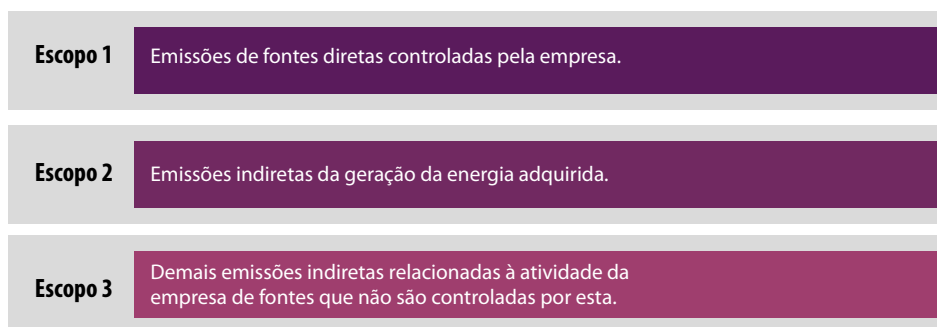 Escopo 1
Emissões de fontes diretas controladas pela empresa.
Escopo 2
Emissões indiretas da geração da energia adquirida.
Escopo 3
Demais emissões indiretas relacionadas à atividade da
empresa de fontes que não são controladas por esta.